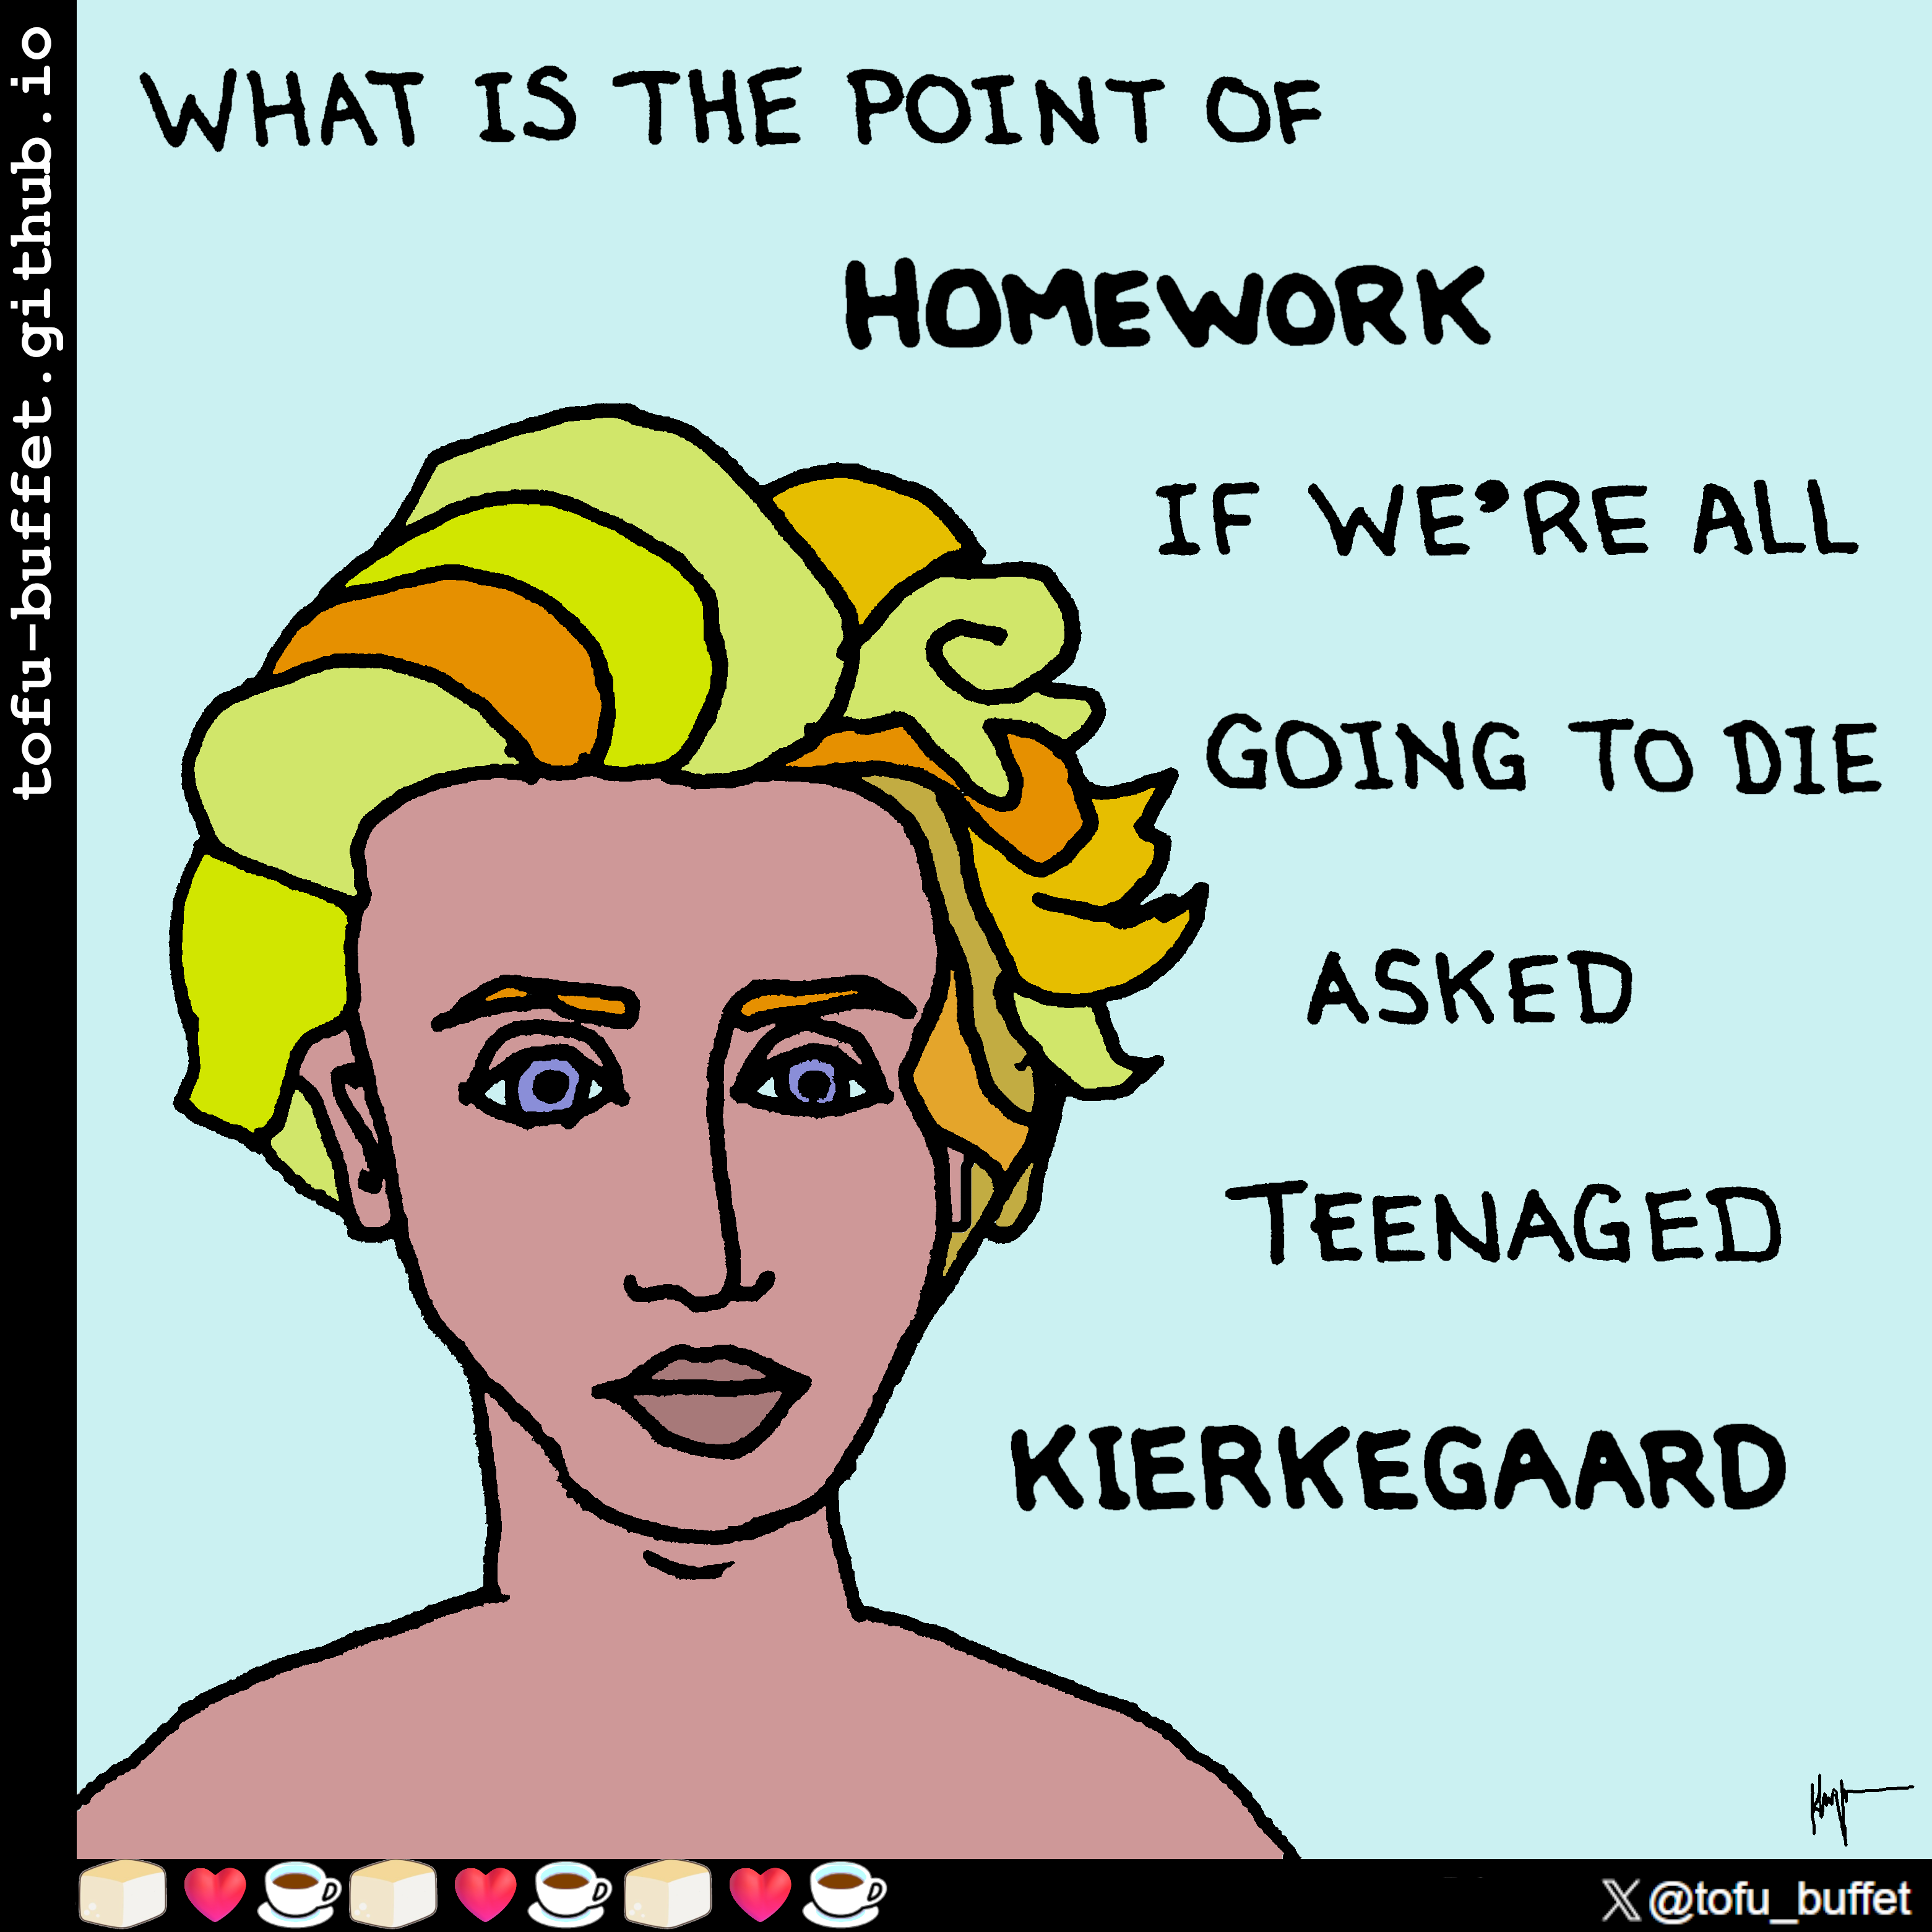 WHAT IS THE POINT OF
HOMEWORK
IF WE'RE ALL
GOING TO DIE
ASKED
TEENAGED
KIERKEGAARD
tofu-buffet.github.io
𝕏 @tofu_buffet